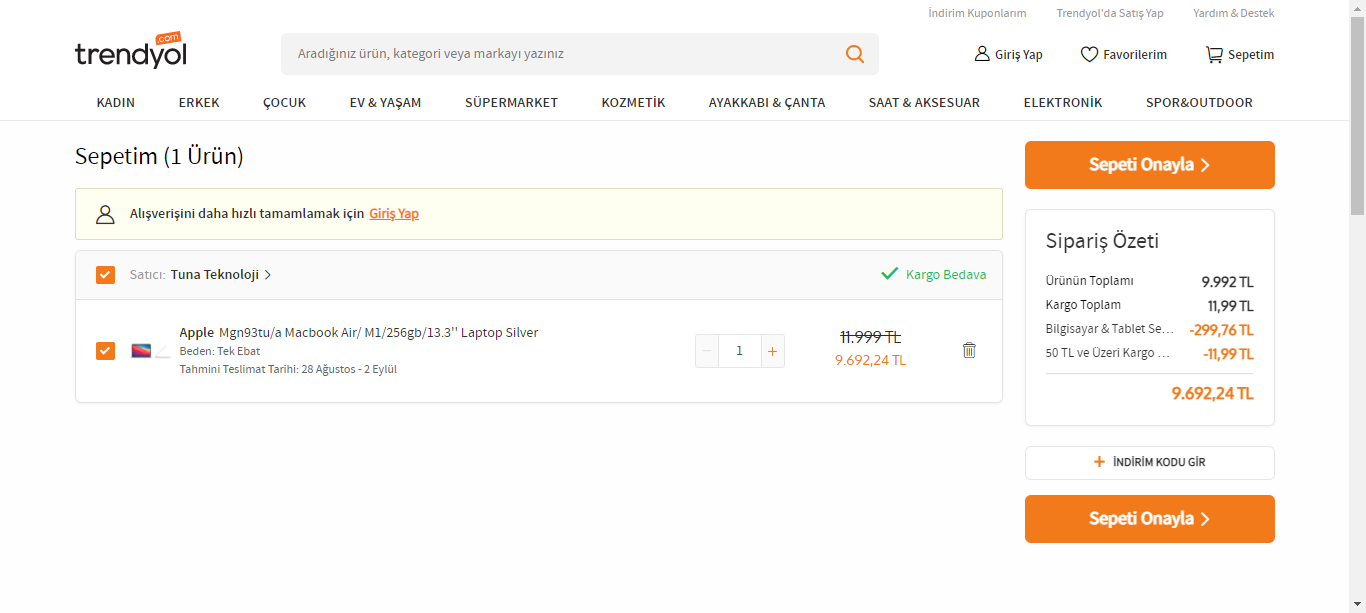 İndirim Kuponlarım Trendyol'da Satış Yap Yardım & Destek
trendyol .com
Aradığınız ürün, kategori veya markayı yazınız
Giriş Yap Favorilerim Sepetim
KADIN ERKEK ÇOCUK EV & YAŞAM SÜPERMARKET KOZMETİK AYAKKABI & ÇANTA SAAT & AKSESUAR ELEKTRONİK SPOR&OUTDOOR
Sepetim (1 Ürün)
Alışverişini daha hızlı tamamlamak için Giriş Yap
Satıcı: Tuna Teknoloji
Kargo Bedava
Apple Mgn93tu/a Macbook Air/ M1/256gb/13.3'' Laptop Silver
Beden: Tek Ebat
Tahmini Teslimat Tarihi: 28 Ağustos - 2 Eylül
1
11.999 TL
9.692,24 TL
Sepeti Onayla
Sipariş Özeti
Ürünün Toplamı 9.992 TL
Kargo Toplam 11,99 TL
Bilgisayar & Tablet Se... -299,76 TL
50 TL ve Üzeri Kargo ... -11,99 TL
9.692,24 TL
+ İNDİRİM KODU GİR
Sepeti Onayla